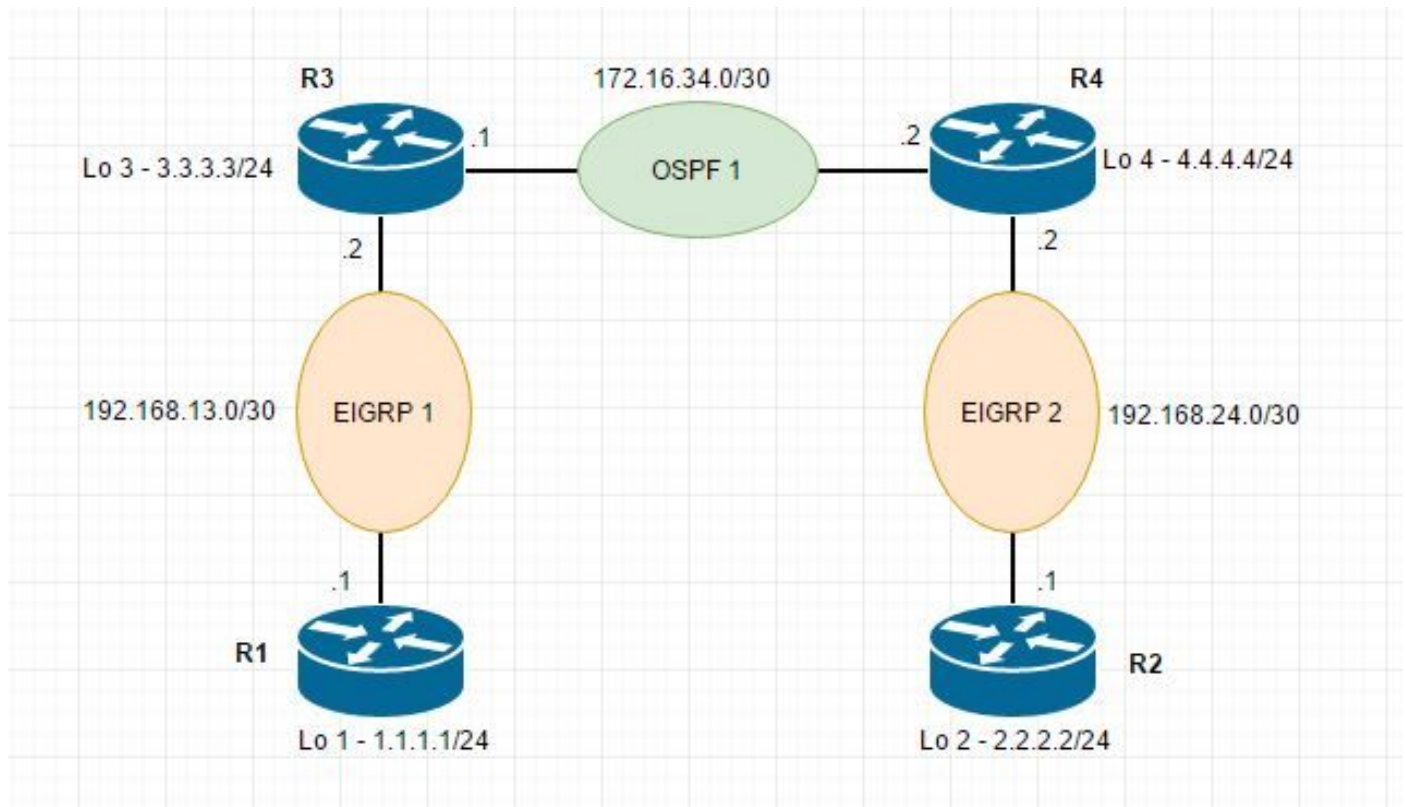 R3
172.16.34.0/30
R4
.1
.2
Lo 3 - 3.3.3.3/24
OSPF 1
Lo 4 - 4.4.4.4/24
.2
.2
192.168.13.0/30
EIGRP 1
EIGRP 2
192.168.24.0/30
.1
.1
R1
R2
Lo 1 - 1.1.1.1/24
Lo 2 - 2.2.2.2/24